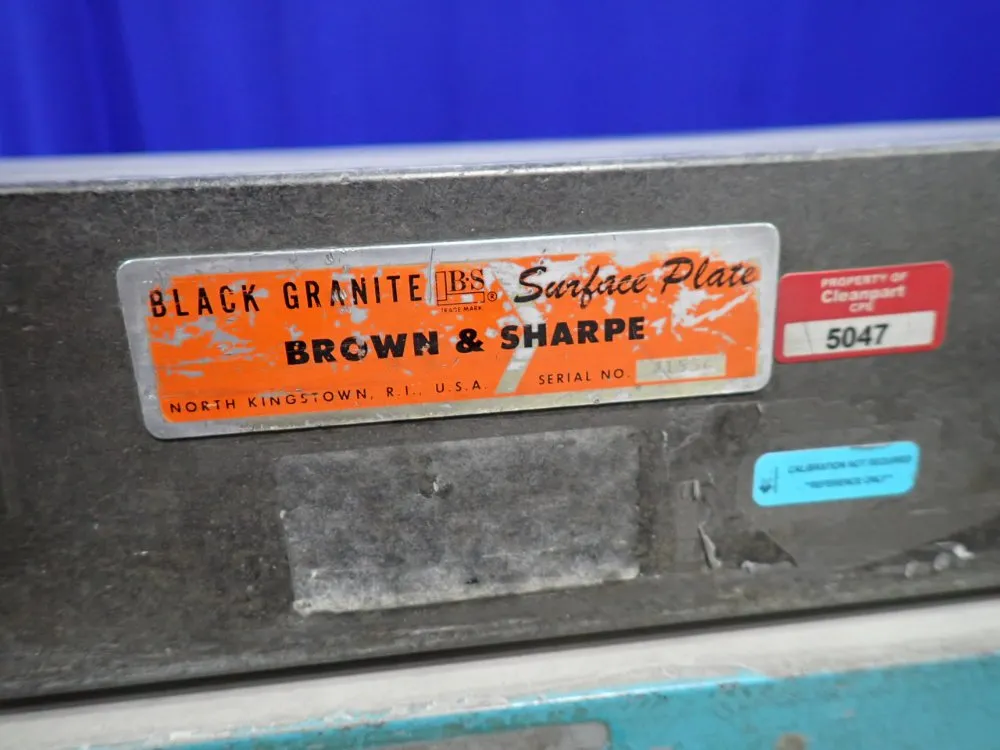 BLACK GRANITE B·S ® Surface Plate
TRADE MARK
BROWN & SHARPE
NORTH KINGSTOWN, R.I., U.S.A. SERIAL NO.
PROPERTY OF
Cleanpart
CPE
5047
CALIBRATION NOT REQUIRED
"REFERENCE ONLY"